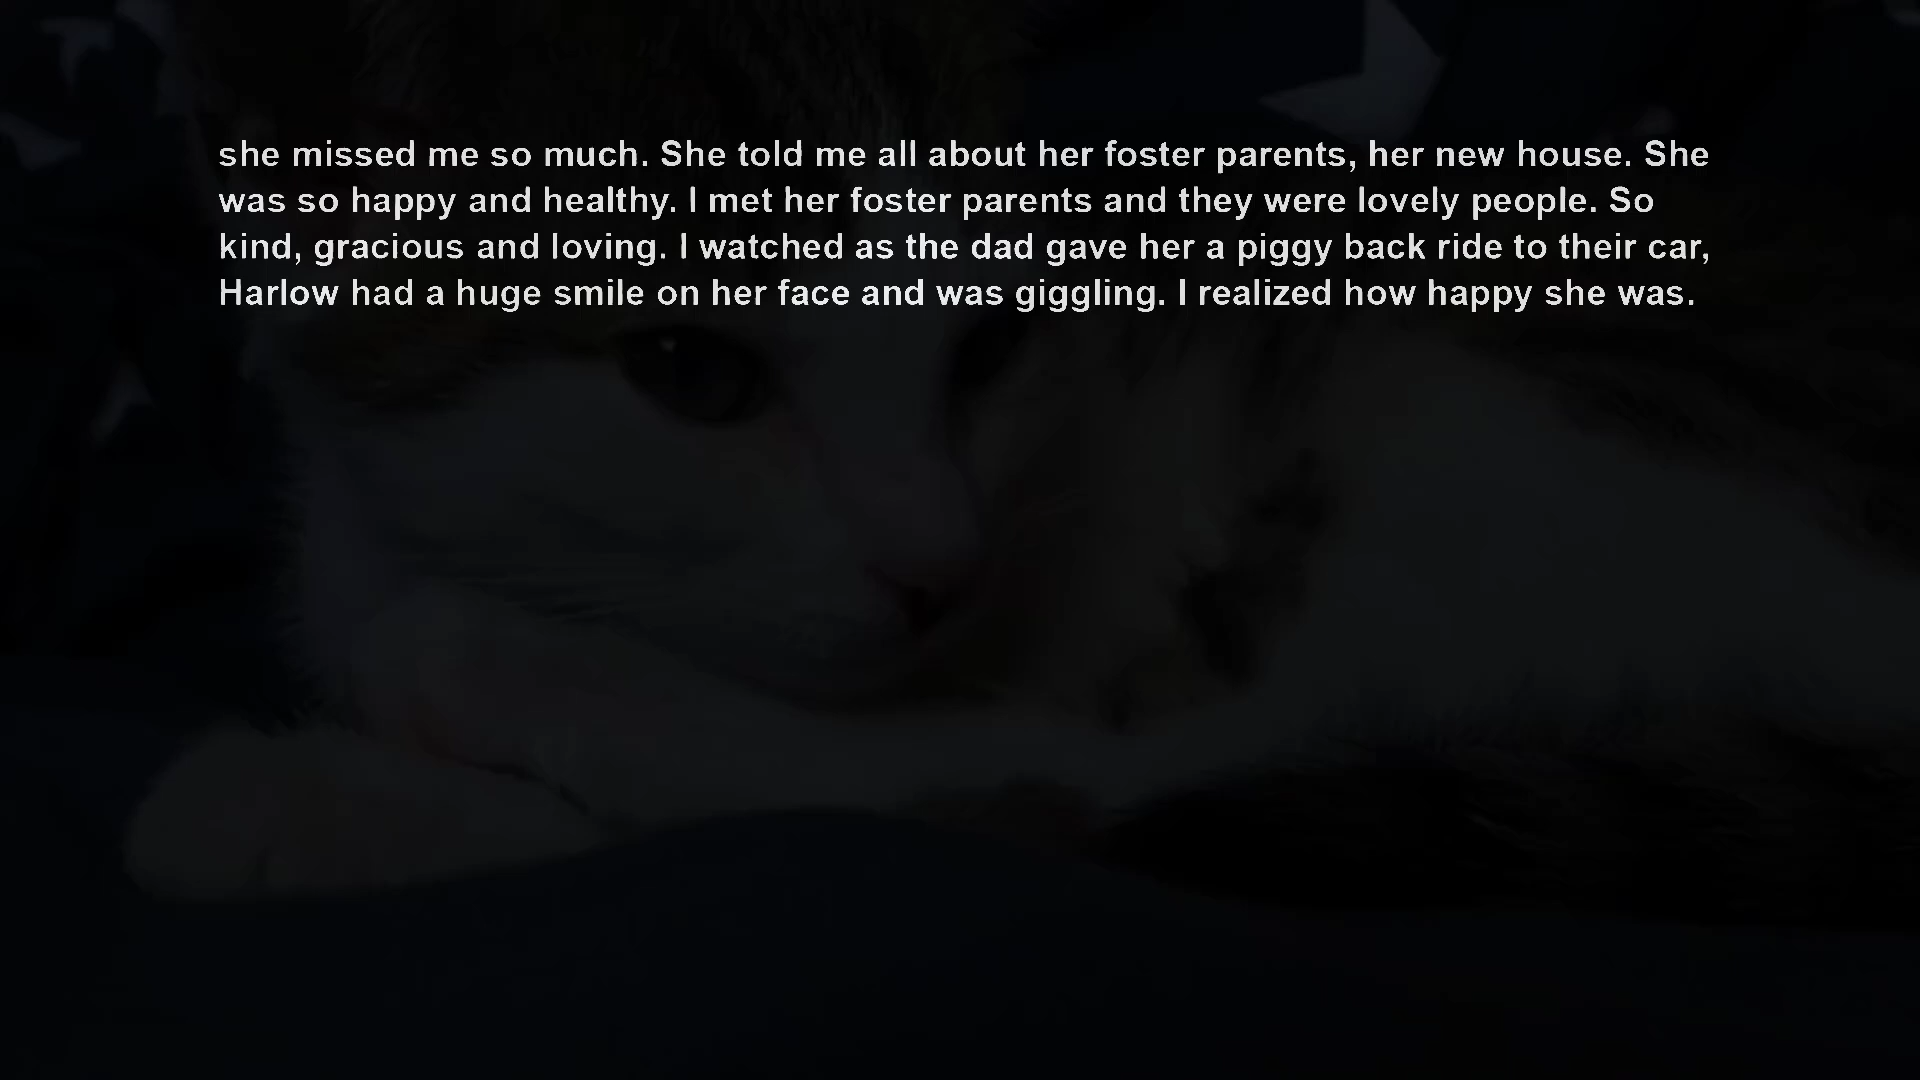 she missed me so much. She told me all about her foster parents, her new house. She
was so happy and healthy. I met her foster parents and they were lovely people. So
kind, gracious and loving. I watched as the dad gave her a piggy back ride to their car,
Harlow had a huge smile on her face and was giggling. I realized how happy she was.